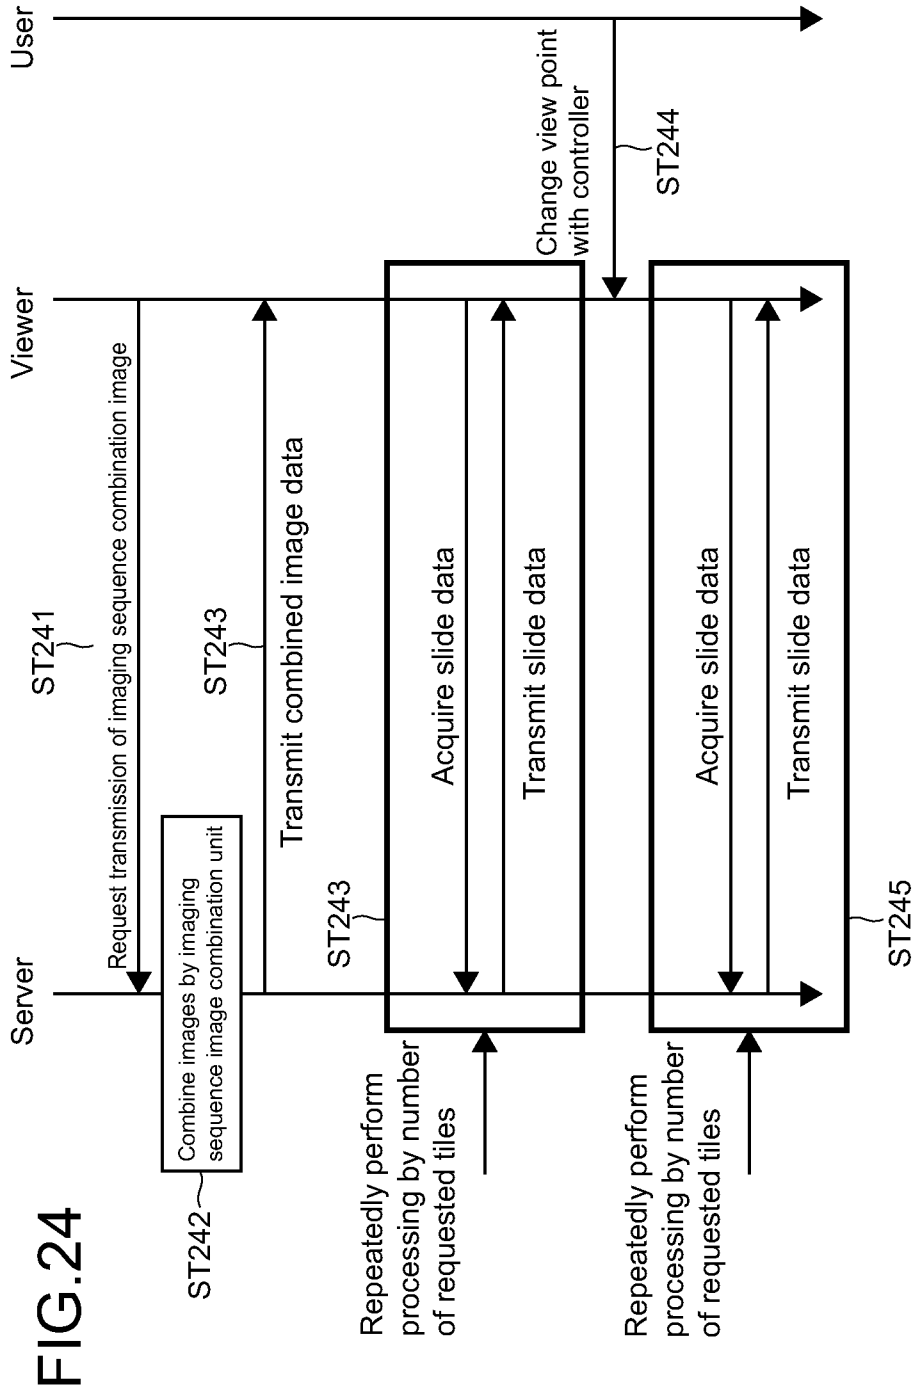 FIG.24
Server
Viewer
User
ST241
Request transmission of imaging sequence combination image
ST242
Combine images by imaging
sequence image combination unit
ST243
Transmit combined image data
ST243
Repeatedly perform
processing by number
of requested tiles
Acquire slide data
Transmit slide data
Change view point
with controller
ST244
Repeatedly perform
processing by number
of requested tiles
Acquire slide data
Transmit slide data
ST245